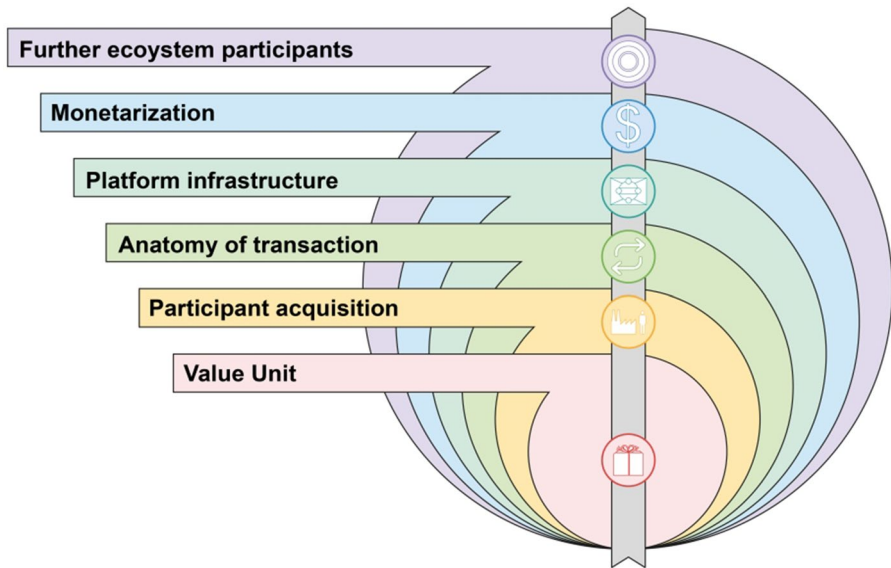 Further ecoystem participants
Monetarization
Platform infrastructure
Anatomy of transaction
Participant acquisition
Value Unit
$